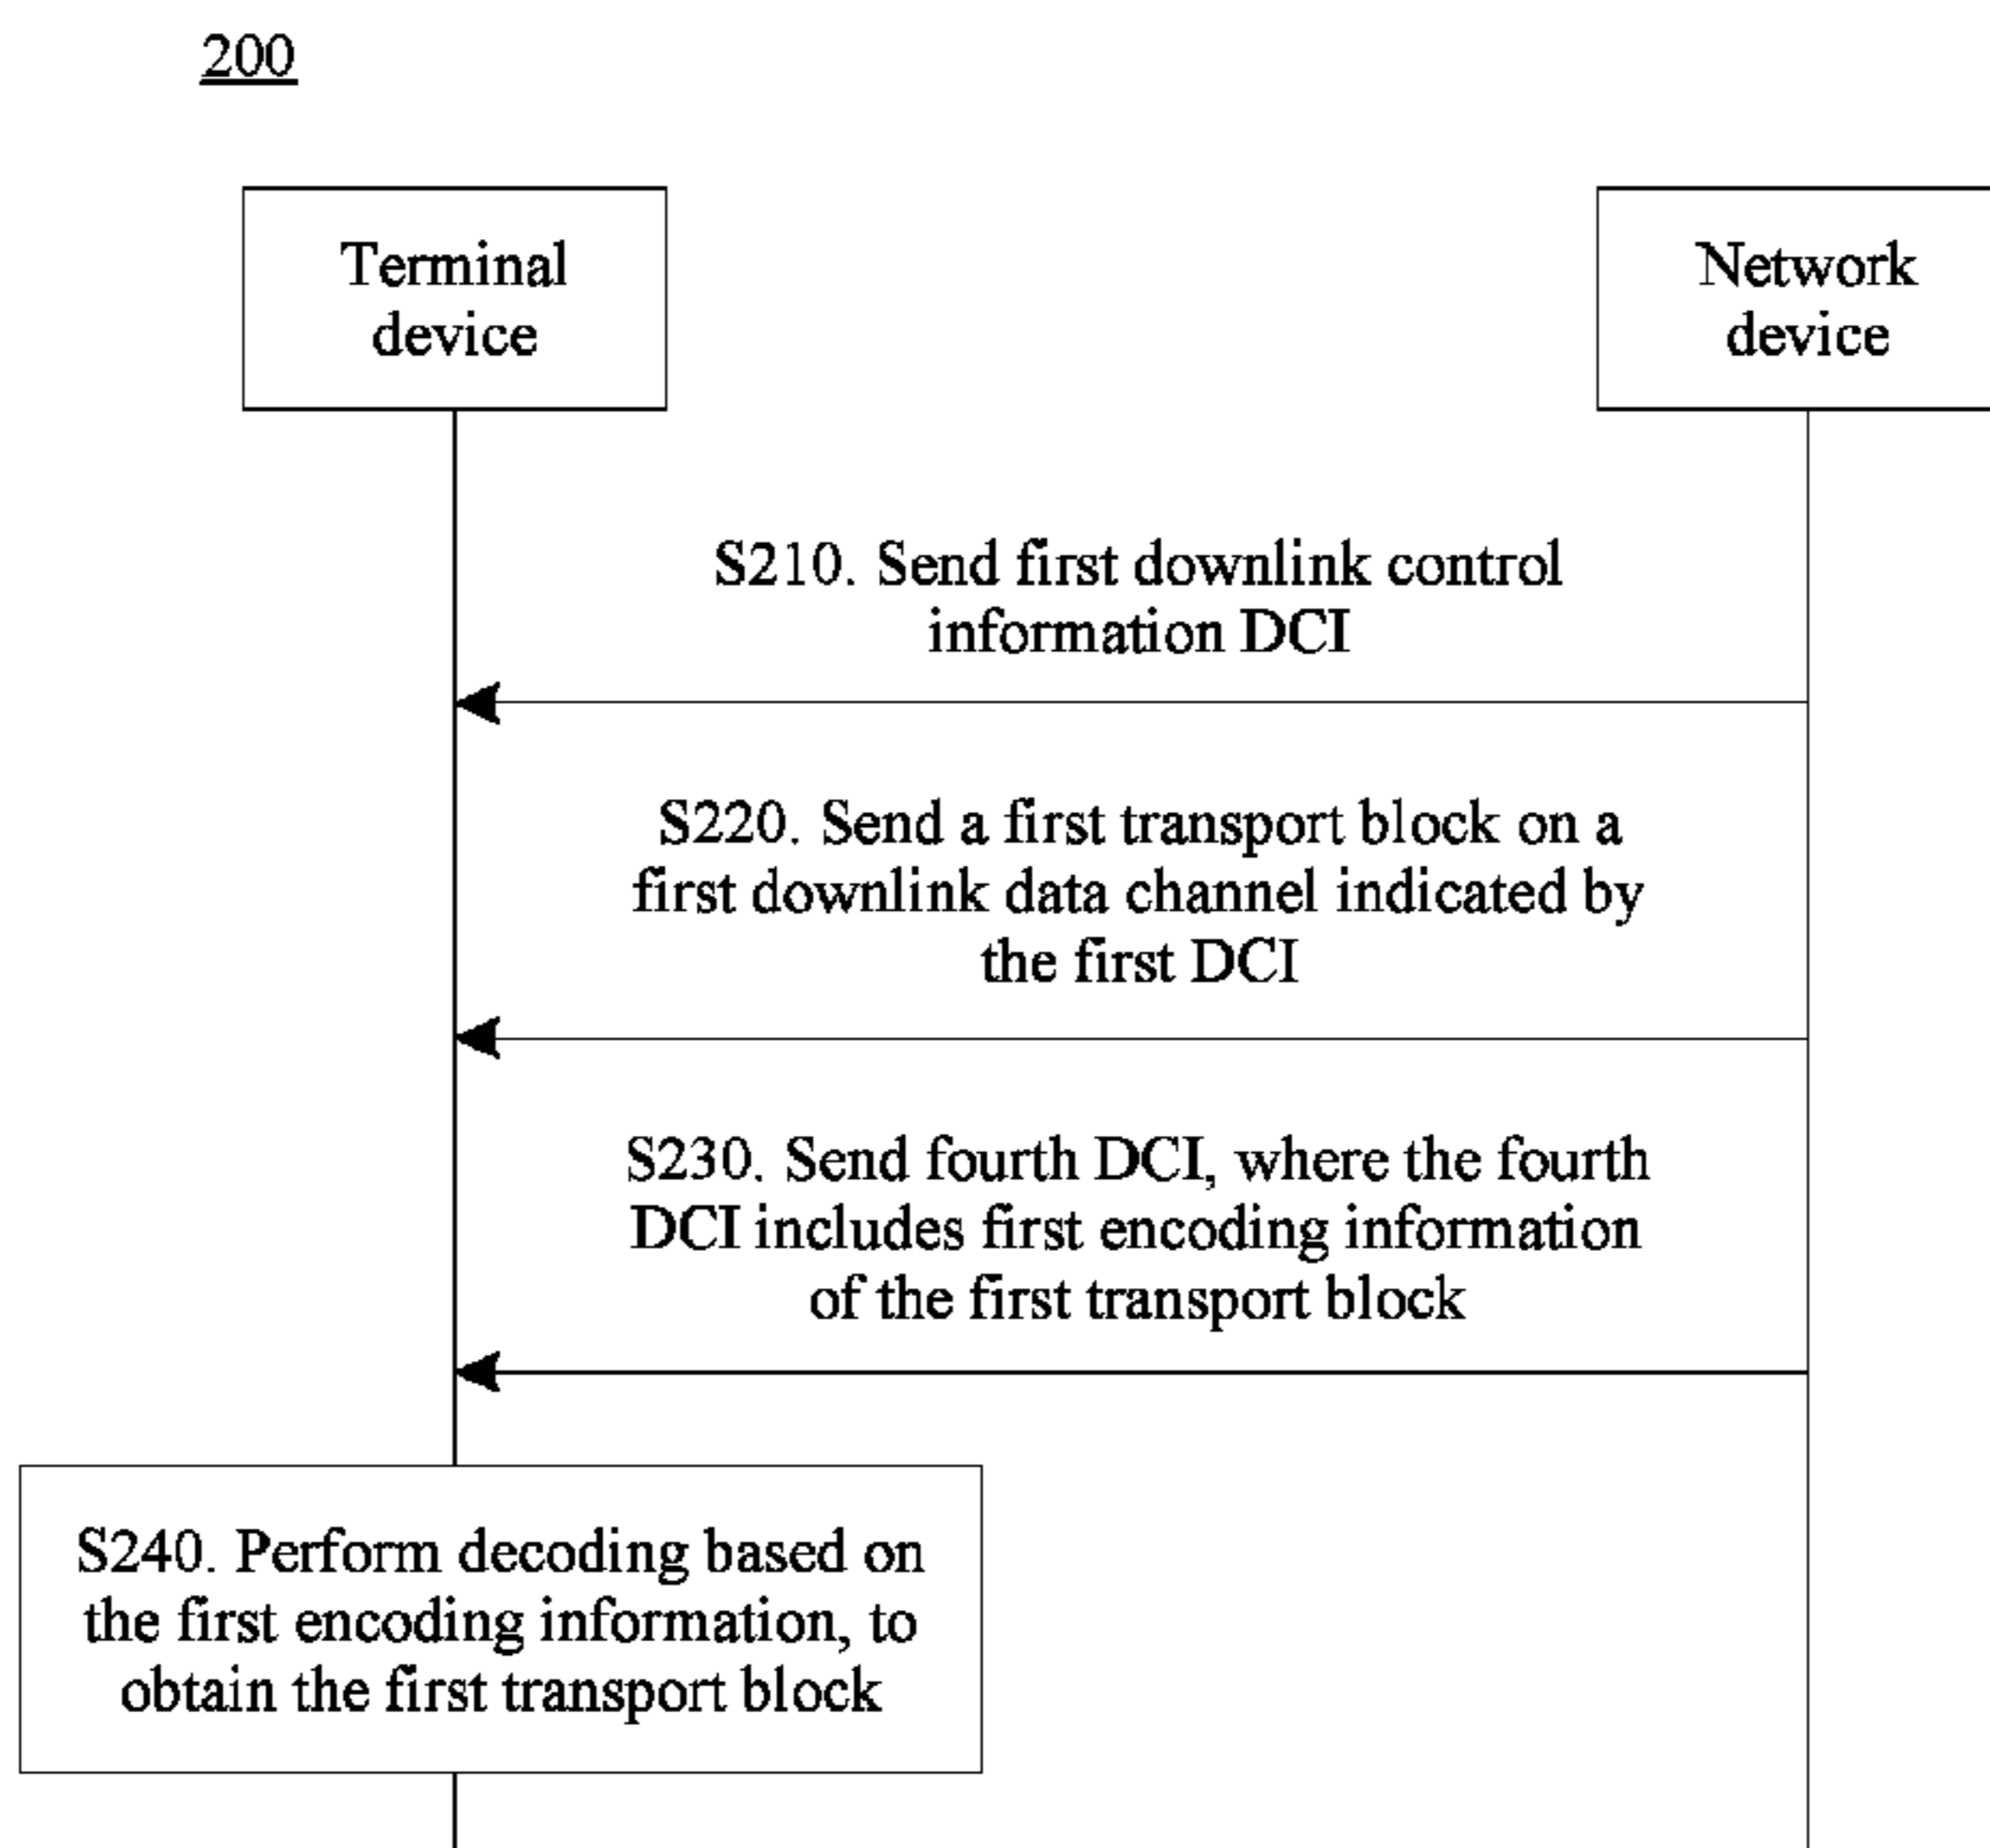 200
Terminal
device
Network
device
S210. Send first downlink control
information DCI
S220. Send a first transport block on a
first downlink data channel indicated by
the first DCI
S230. Send fourth DCI, where the fourth
DCI includes first encoding information
of the first transport block
S240. Perform decoding based on
the first encoding information, to
obtain the first transport block